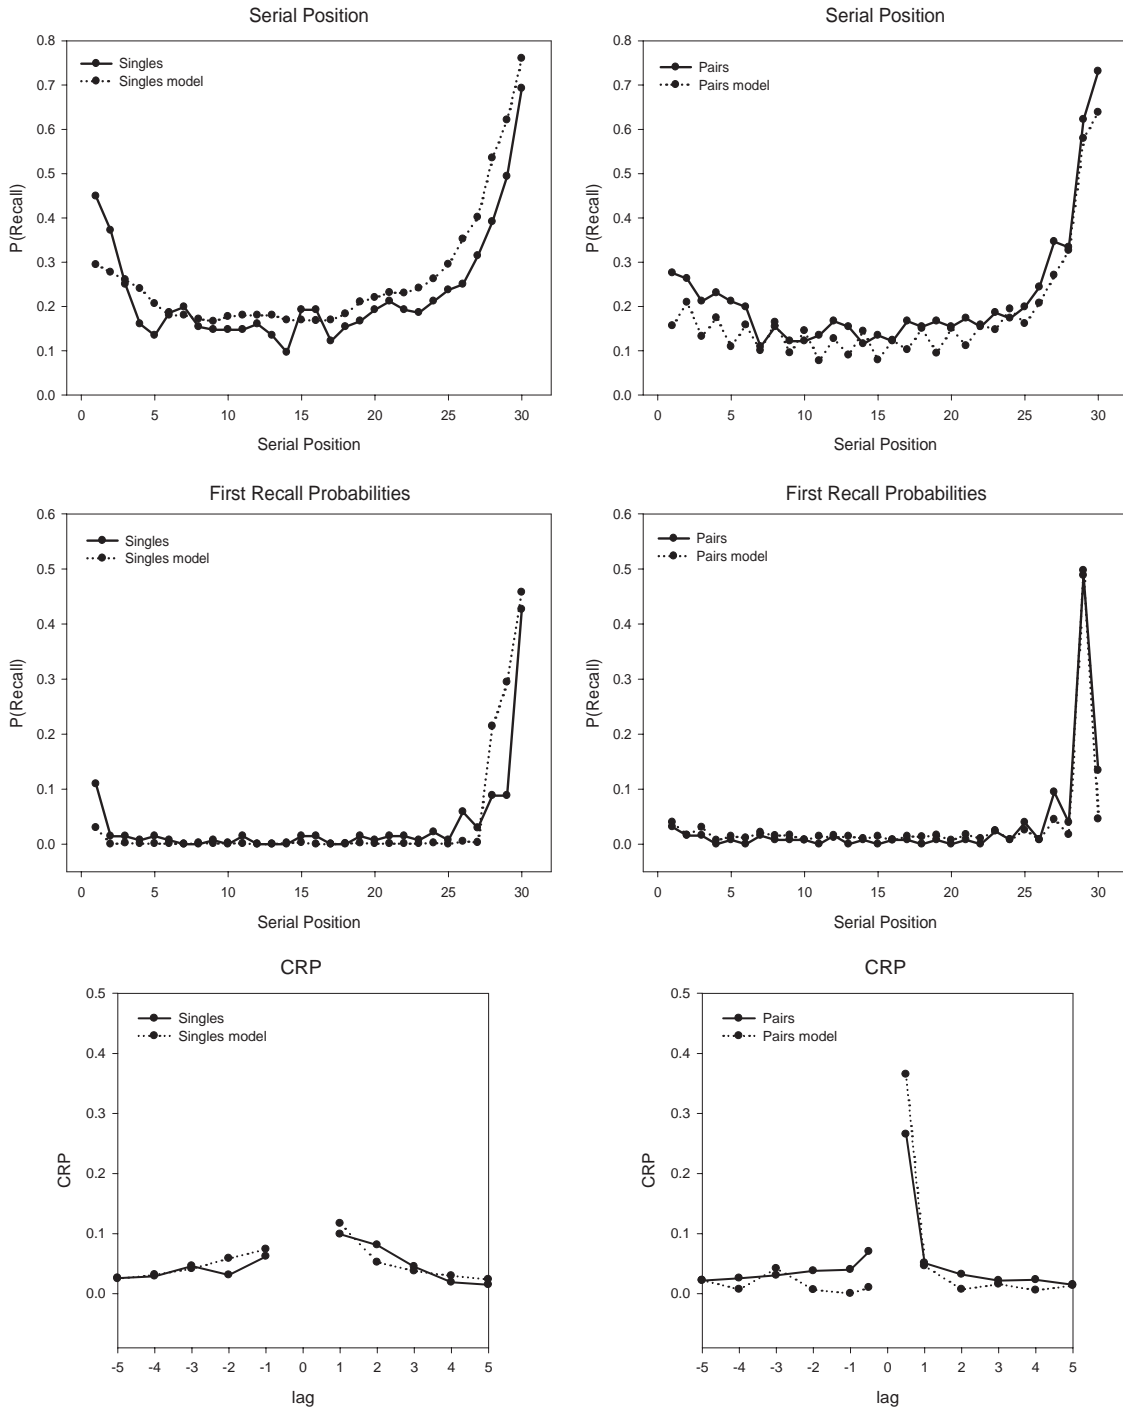 Serial Position
0.8
0.7
0.6
0.5
0.4
0.3
0.2
0.1
0.0
P(Recall)
Singles
Singles model
0 5 10 15 20 25 30
Serial Position
Serial Position
0.8
0.7
0.6
0.5
0.4
0.3
0.2
0.1
0.0
P(Recall)
Pairs
Pairs model
0 5 10 15 20 25 30
Serial Position
First Recall Probabilities
0.6
0.5
0.4
0.3
0.2
0.1
0.0
P(Recall)
Singles
Singles model
0 5 10 15 20 25 30
Serial Position
First Recall Probabilities
0.6
0.5
0.4
0.3
0.2
0.1
0.0
P(Recall)
Pairs
Pairs model
0 5 10 15 20 25 30
Serial Position
CRP
0.5
0.4
0.3
0.2
0.1
0.0
CRP
Singles
Singles model
-5 -4 -3 -2 -1 0 1 2 3 4 5
lag
CRP
0.5
0.4
0.3
0.2
0.1
0.0
CRP
Pairs
Pairs model
-5 -4 -3 -2 -1 0 1 2 3 4 5
lag